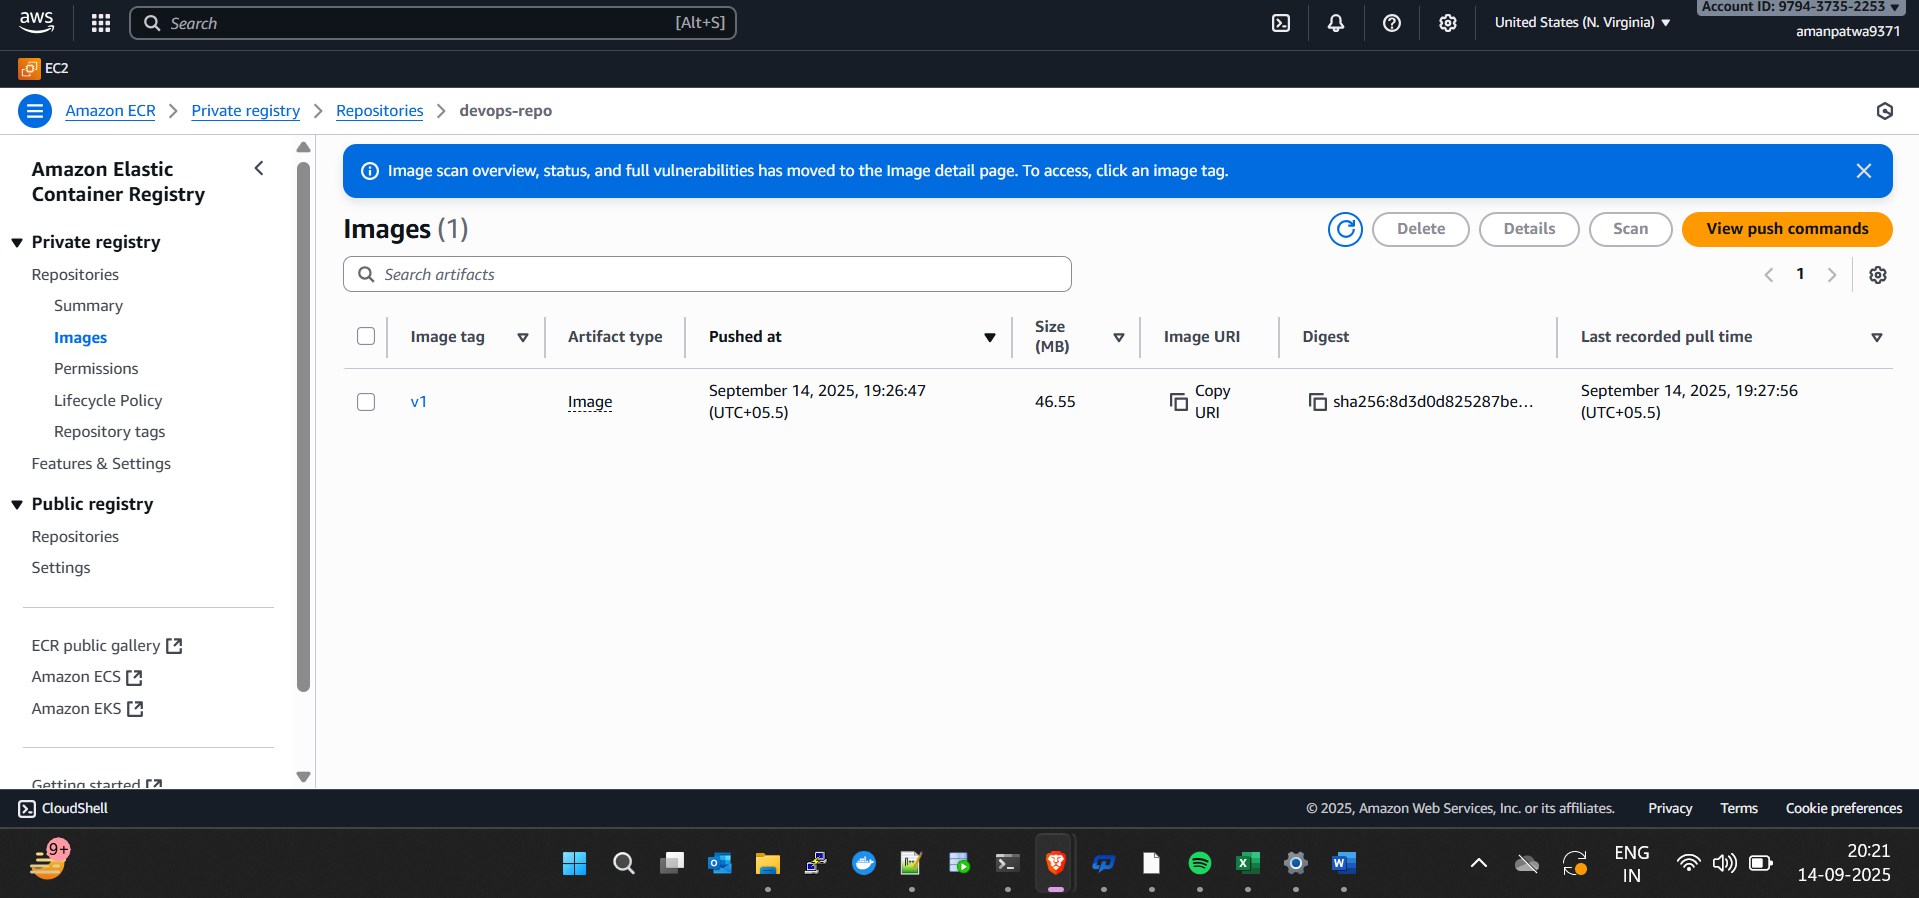 aws
Search
[Alt+S]
United States (N. Virginia)
Account ID: 9794-3735-2253
amanpatwa9371
EC2
Amazon ECR
Private registry
Repositories
devops-repo
Amazon Elastic
Container Registry
Private registry
Repositories
Summary
Images
Permissions
Lifecycle Policy
Repository tags
Features & Settings
Public registry
Repositories
Settings
ECR public gallery
Amazon ECS
Amazon EKS
Getting started
Image scan overview, status, and full vulnerabilities has moved to the Image detail page. To access, click an image tag.
Images (1)
Delete
Details
Scan
View push commands
Search artifacts
1
Image tag
Artifact type
Pushed at
Size
(MB)
Image URI
Digest
Last recorded pull time
v1
Image
September 14, 2025, 19:26:47
(UTC+05.5)
46.55
Copy
URI
sha256:8d3d0d825287be...
September 14, 2025, 19:27:56
(UTC+05.5)
CloudShell
© 2025, Amazon Web Services, Inc. or its affiliates.
Privacy
Terms
Cookie preferences
9+
ENG
IN
20:21
14-09-2025